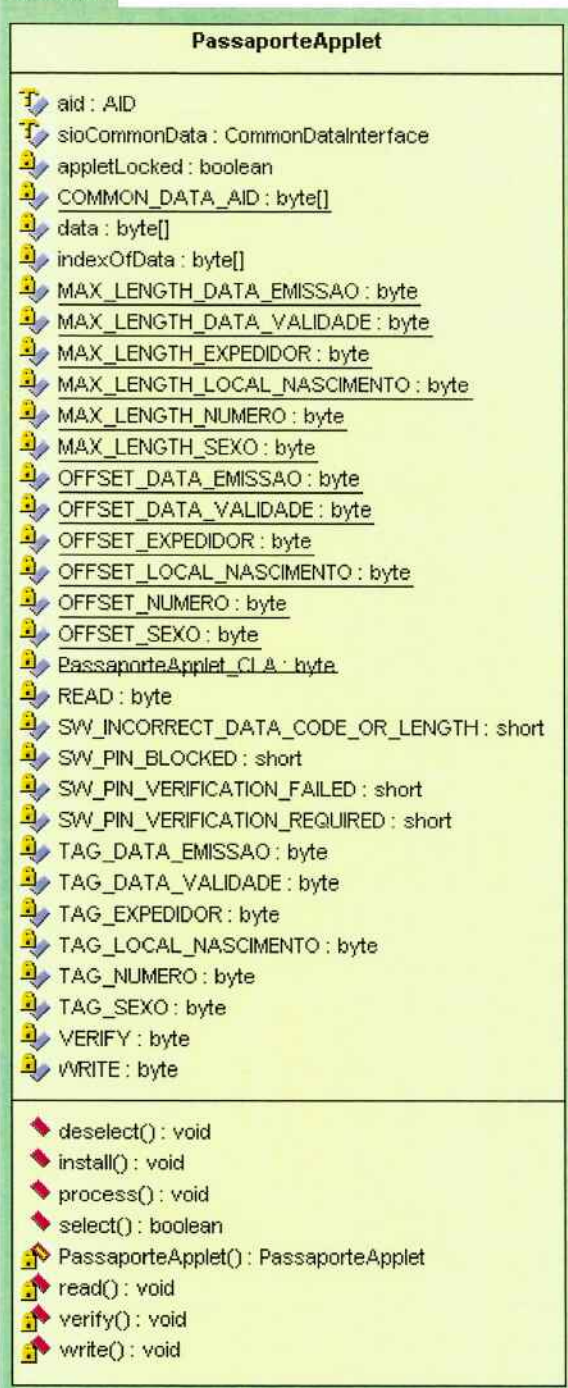 PassaporteApplet
aid : AID
sioCommonData : CommonDataInterface
appletLocked : boolean
COMMON_DATA_AID : byte[]
data : byte[]
indexOfData : byte[]
MAX_LENGTH_DATA_EMISSAO : byte
MAX_LENGTH_DATA_VALIDADE : byte
MAX_LENGTH_EXPEDIDOR : byte
MAX_LENGTH_LOCAL_NASCIMENTO : byte
MAX_LENGTH_NUMERO : byte
MAX_LENGTH_SEXO : byte
OFFSET_DATA_EMISSAO : byte
OFFSET_DATA_VALIDADE : byte
OFFSET_EXPEDIDOR : byte
OFFSET_LOCAL_NASCIMENTO : byte
OFFSET_NUMERO : byte
OFFSET_SEXO : byte
PassaporteApplet_CLA : byte
READ : byte
SW_INCORRECT_DATA_CODE_OR_LENGTH : short
SW_PIN_BLOCKED : short
SW_PIN_VERIFICATION_FAILED : short
SW_PIN_VERIFICATION_REQUIRED : short
TAG_DATA_EMISSAO : byte
TAG_DATA_VALIDADE : byte
TAG_EXPEDIDOR : byte
TAG_LOCAL_NASCIMENTO : byte
TAG_NUMERO : byte
TAG_SEXO : byte
VERIFY : byte
WRITE : byte
deselect() : void
install() : void
process() : void
select() : boolean
PassaporteApplet() : PassaporteApplet
read() : void
verify() : void
write() : void